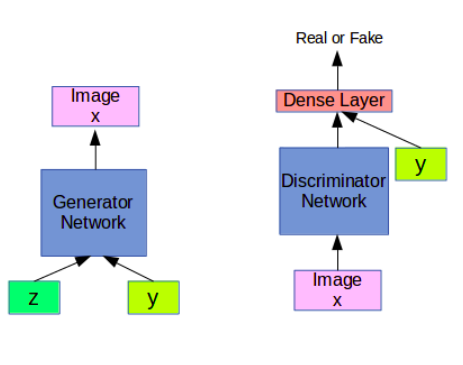 Image
x
Generator
Network
z
y
Real or Fake
Dense Layer
y
Discriminator
Network
Image
x